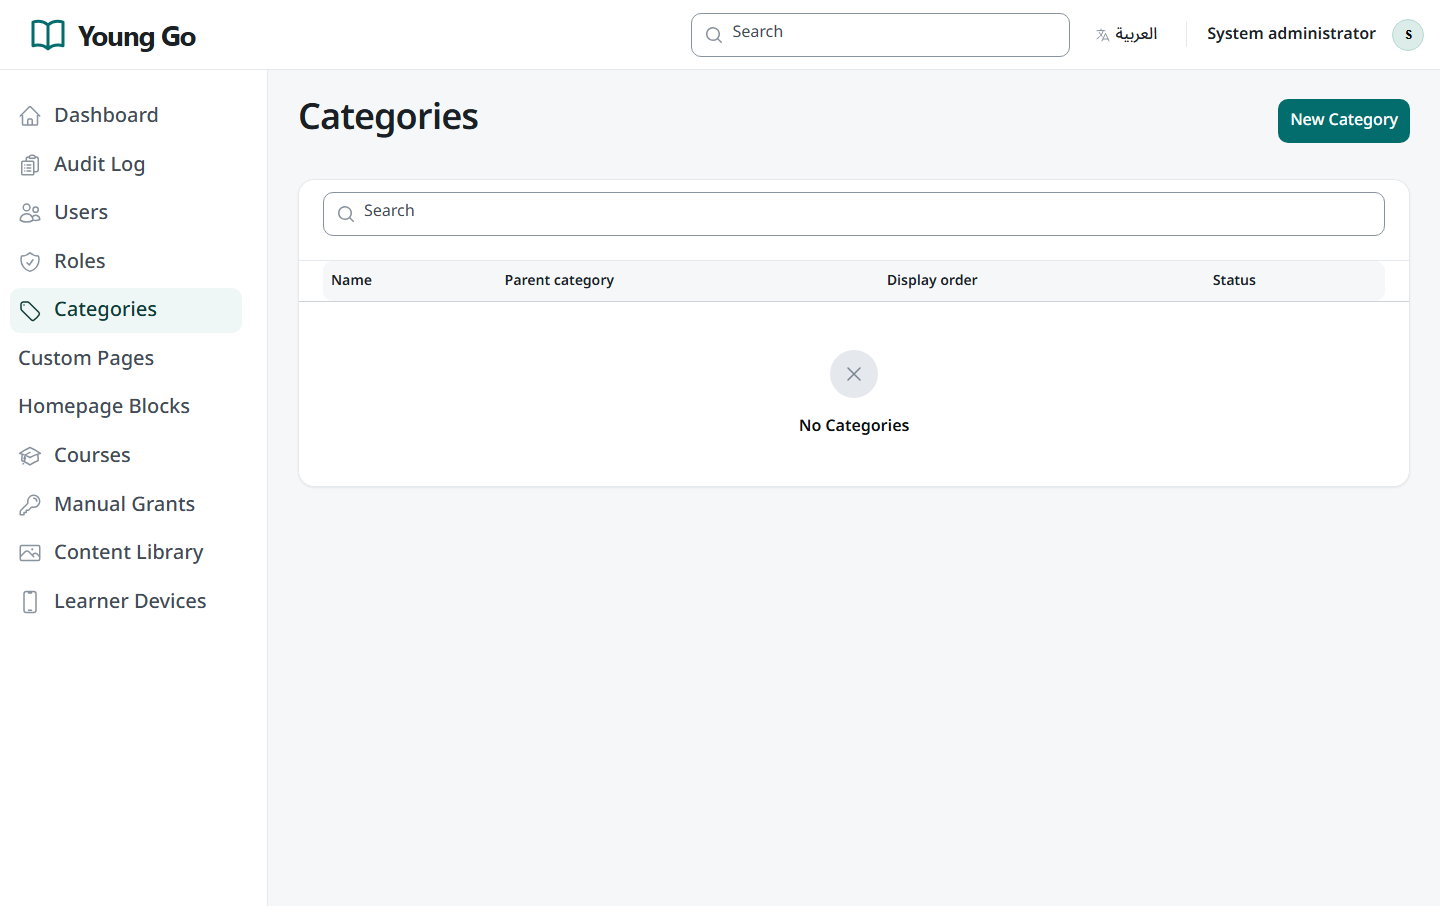 Young Go
Search
العربية
System administrator
S
Dashboard
Audit Log
Users
Roles
Categories
Custom Pages
Homepage Blocks
Courses
Manual Grants
Content Library
Learner Devices
Categories
New Category
Search
Name Parent category Display order Status
No Categories